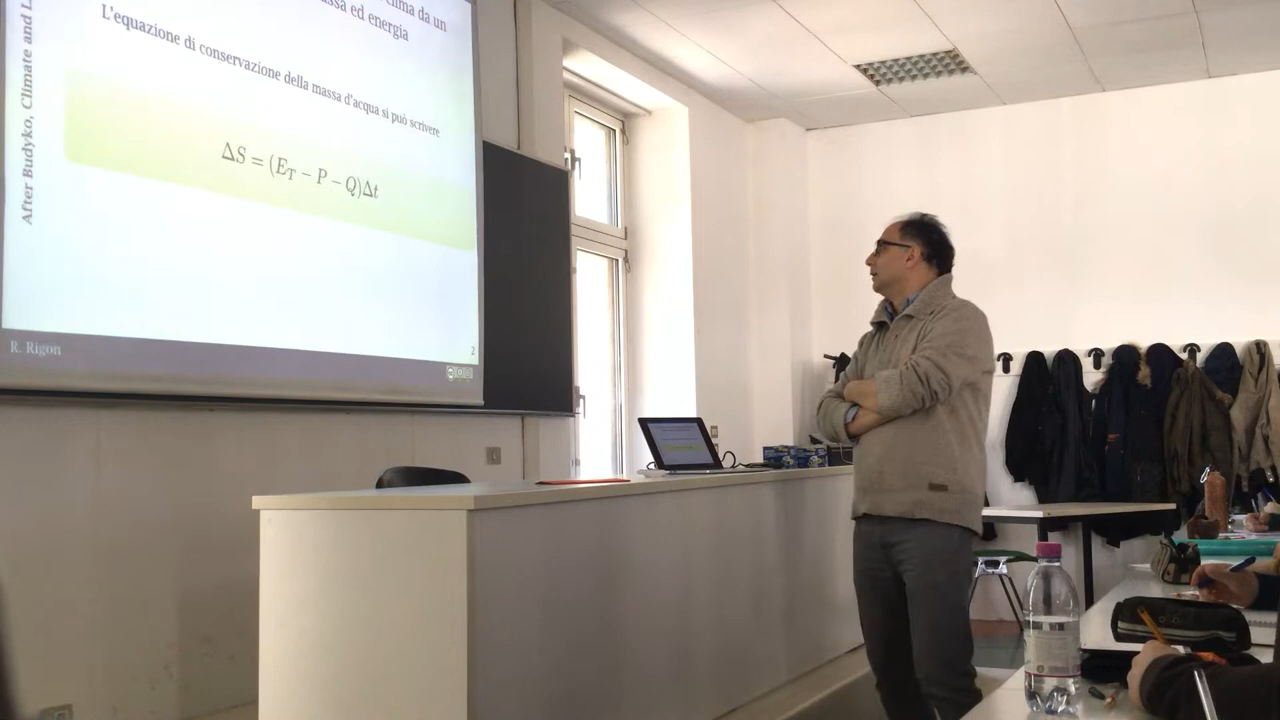 clima da un
massa ed energia
L'equazione di conservazione della massa d'acqua si può scrivere
ΔS = (E_T − P − Q)Δt
After Budyko, Climate and L
R. Rigon
2